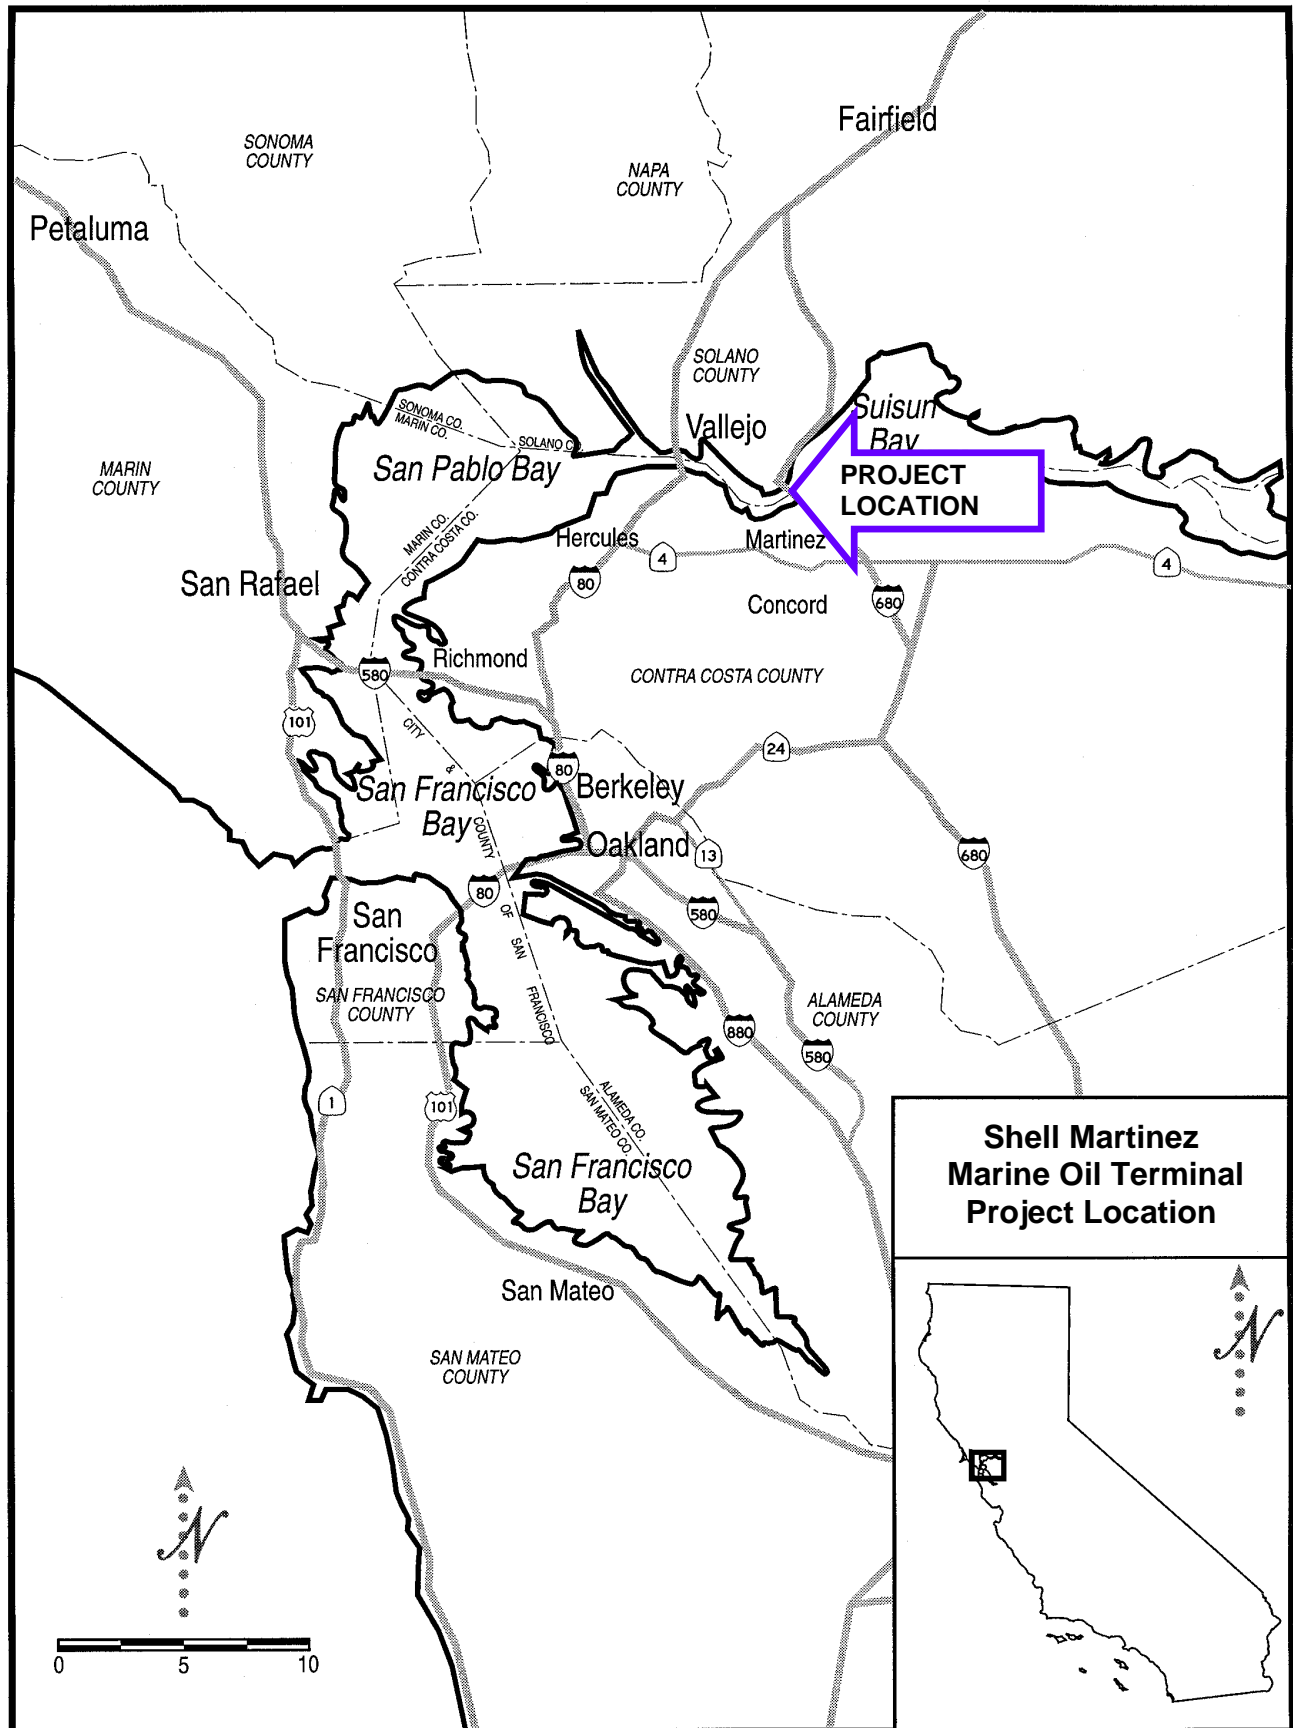 Fairfield
SONOMA
COUNTY
NAPA
COUNTY
Petaluma
SOLANO
COUNTY
Suisun
Bay
SONOMA CO.
MARIN CO.
Vallejo
SOLANO C
MARIN
COUNTY
San Pablo Bay
PROJECT
LOCATION
MARIN CO.
CONTRA COSTA CO.
Hercules
Martinez
4
4
80
San Rafael
Concord
680
Richmond
580
CONTRA COSTA COUNTY
101
CITY
&
COUNTY
OF
SAN
FRANCISCO
24
80
San Francisco
Bay
Berkeley
Oakland
13
680
80
580
San
Francisco
SAN FRANCISCO
COUNTY
ALAMEDA
COUNTY
880
580
1
101
ALAMEDA CO.
SAN MATEO CO.
San Francisco
Bay
Shell Martinez
Marine Oil Terminal
Project Location
San Mateo
SAN MATEO
COUNTY
N
N
0 5 10